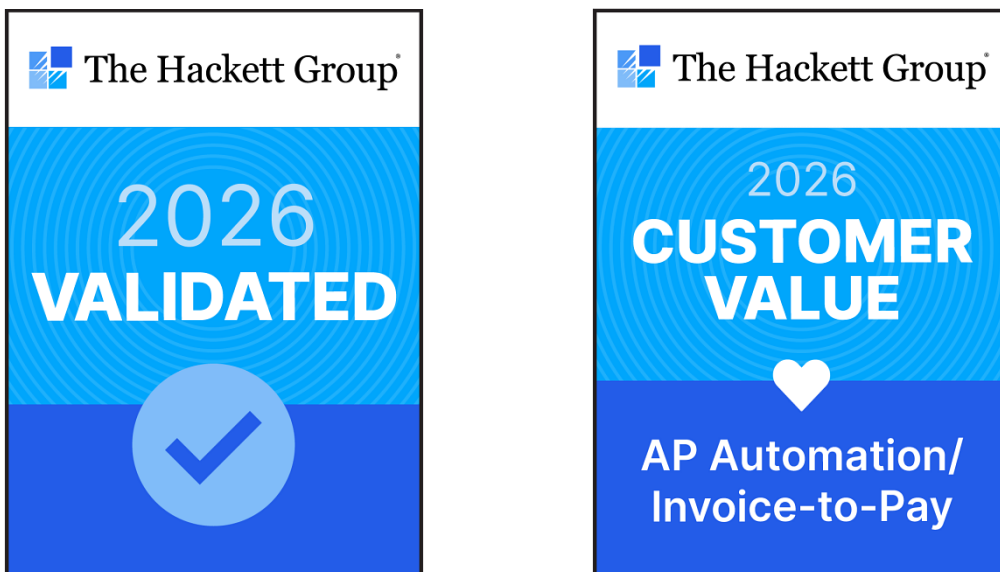 The Hackett Group®
2026
VALIDATED
The Hackett Group®
2026
CUSTOMER
VALUE
AP Automation/
Invoice-to-Pay